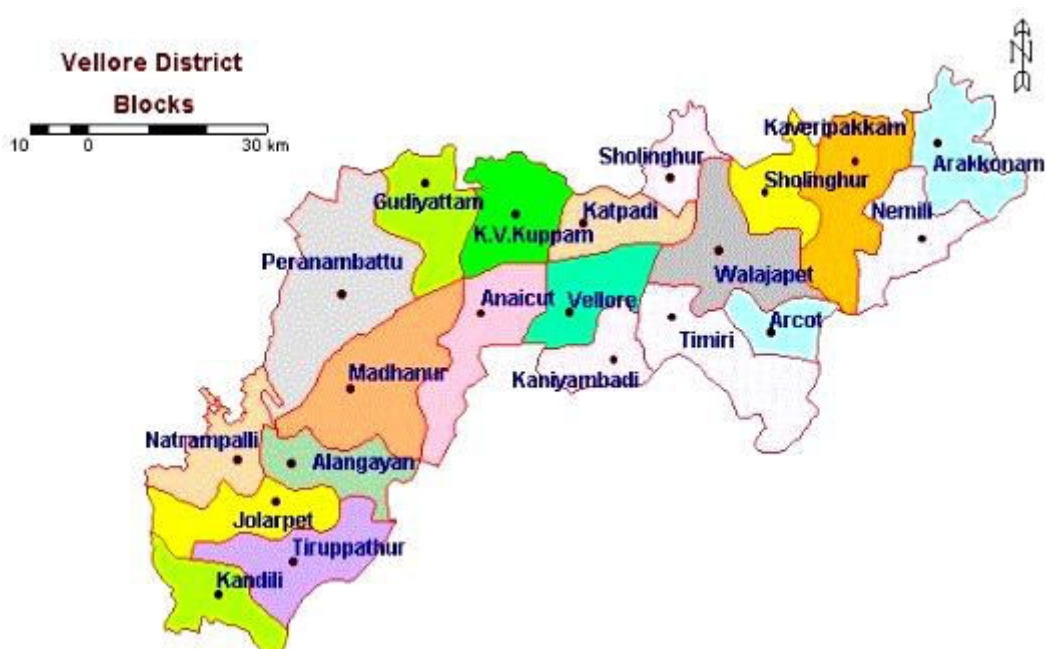 Vellore District
Blocks
10 0 30 km
N
Kaveripakkam
Sholinghur
Arakkonam
Sholinghur
Gudiyattam
Katpadi
Nemili
K.V.Kuppam
Peranambattu
Walajapet
Anaicut
Vellore
Arcot
Timiri
Madhanur
Kaniyambadi
Natrampalli
Alangayan
Jolarpet
Tiruppathur
Kandili